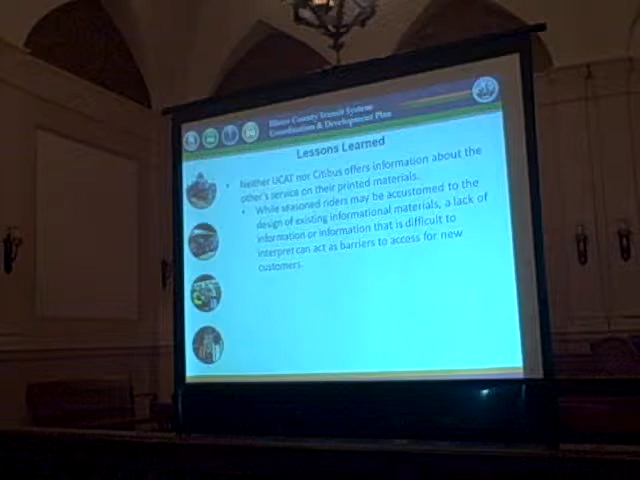 Ulster County Transit System
Coordination & Development Plan
Lessons Learned
• Neither UCAT nor Citibus offers information about the
other's service on their printed materials.
• While seasoned riders may be accustomed to the
design of existing informational materials, a lack of
information or information that is difficult to
interpret can act as barriers to access for new
customers.